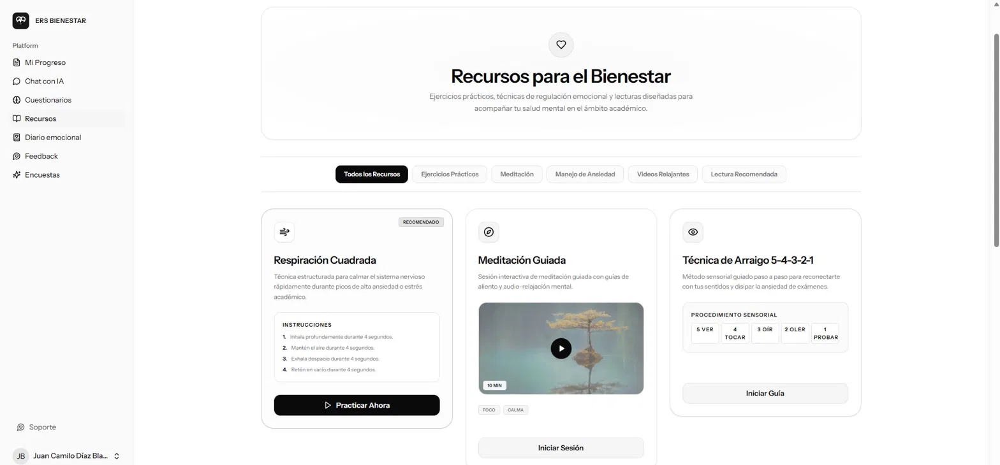 ERS BIENESTAR
Platform
Mi Progreso
Chat con IA
Cuestionarios
Recursos
Diario emocional
Feedback
Encuestas
Soporte
JB
Juan Camilo Díaz Bla...
Recursos para el Bienestar
Ejercicios prácticos, técnicas de regulación emocional y lecturas diseñadas para
acompañar tu salud mental en el ámbito académico.
Todos los Recursos
Ejercicios Prácticos
Meditación
Manejo de Ansiedad
Videos Relajantes
Lectura Recomendada
RECOMENDADO
Respiración Cuadrada
Técnica estructurada para calmar el sistema nervioso
rápidamente durante picos de alta ansiedad o estrés
académico.
INSTRUCCIONES
1. Inhala profundamente durante 4 segundos.
2. Mantén el aire durante 4 segundos.
3. Exhala despacio durante 4 segundos.
4. Retén en vacío durante 4 segundos.
Practicar Ahora
Meditación Guiada
Sesión interactiva de meditación guiada con guías de
aliento y audio-relajación mental.
10 MIN
FOCO
CALMA
Iniciar Sesión
Técnica de Arraigo 5-4-3-2-1
Método sensorial guiado paso a paso para reconectarte
con tus sentidos y disipar la ansiedad de exámenes.
PROCEDIMIENTO SENSORIAL
5 VER
4
TOCAR
3 OÍR
2 OLER
1
PROBAR
Iniciar Guía